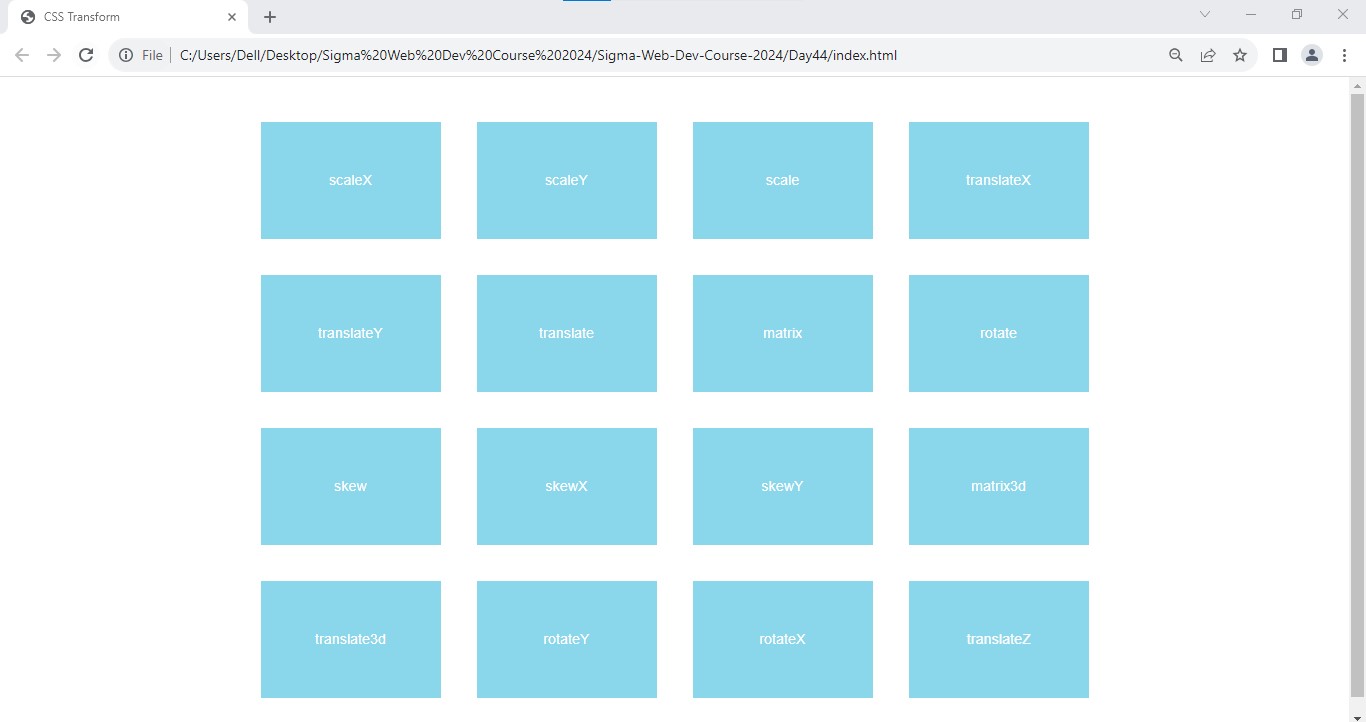 CSS Transform
File C:/Users/Dell/Desktop/Sigma%20Web%20Dev%20Course%202024/Sigma-Web-Dev-Course-2024/Day44/index.html
scaleX scaleY scale translateX
translateY translate matrix rotate
skew skewX skewY matrix3d
translate3d rotateY rotateX translateZ